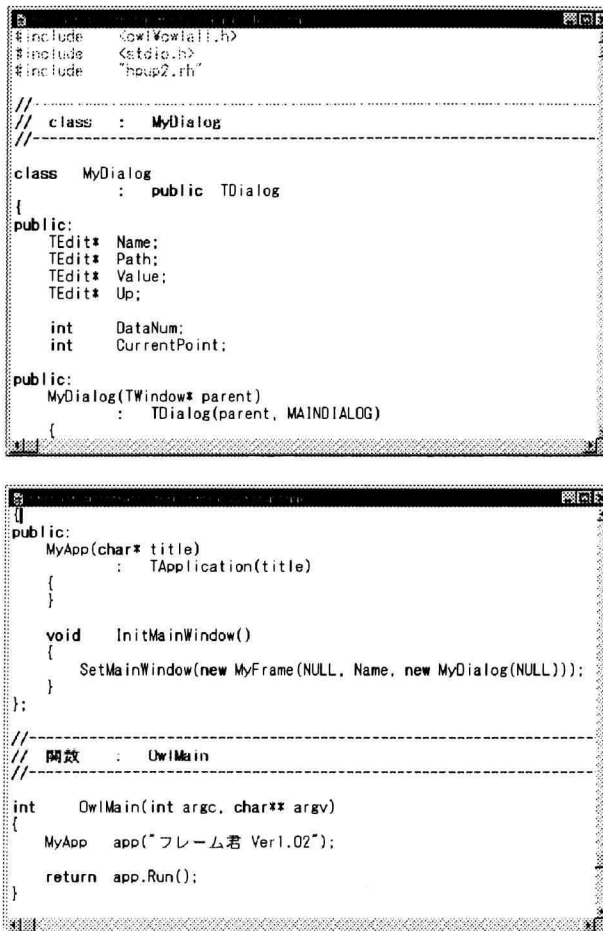 #include <owl¥owlall.h>
#include <stdio.h>
#include "hpup2.rh"
//--------------------------------------------------------------
// class : MyDialog
//--------------------------------------------------------------
class MyDialog
: public TDialog
{
public:
TEdit* Name;
TEdit* Path;
TEdit* Value;
TEdit* Up;
int DataNum;
int CurrentPoint;
public:
MyDialog(TWindow* parent)
: TDialog(parent, MAINDIALOG)
{
{
public:
MyApp(char* title)
: TApplication(title)
{
}
void InitMainWindow()
{
SetMainWindow(new MyFrame(NULL, Name, new MyDialog(NULL)));
}
};
//--------------------------------------------------------------
// 関数 : OwlMain
//--------------------------------------------------------------
int OwlMain(int argc, char** argv)
{
MyApp app("フレーム君 Ver1.02");
return app.Run();
}